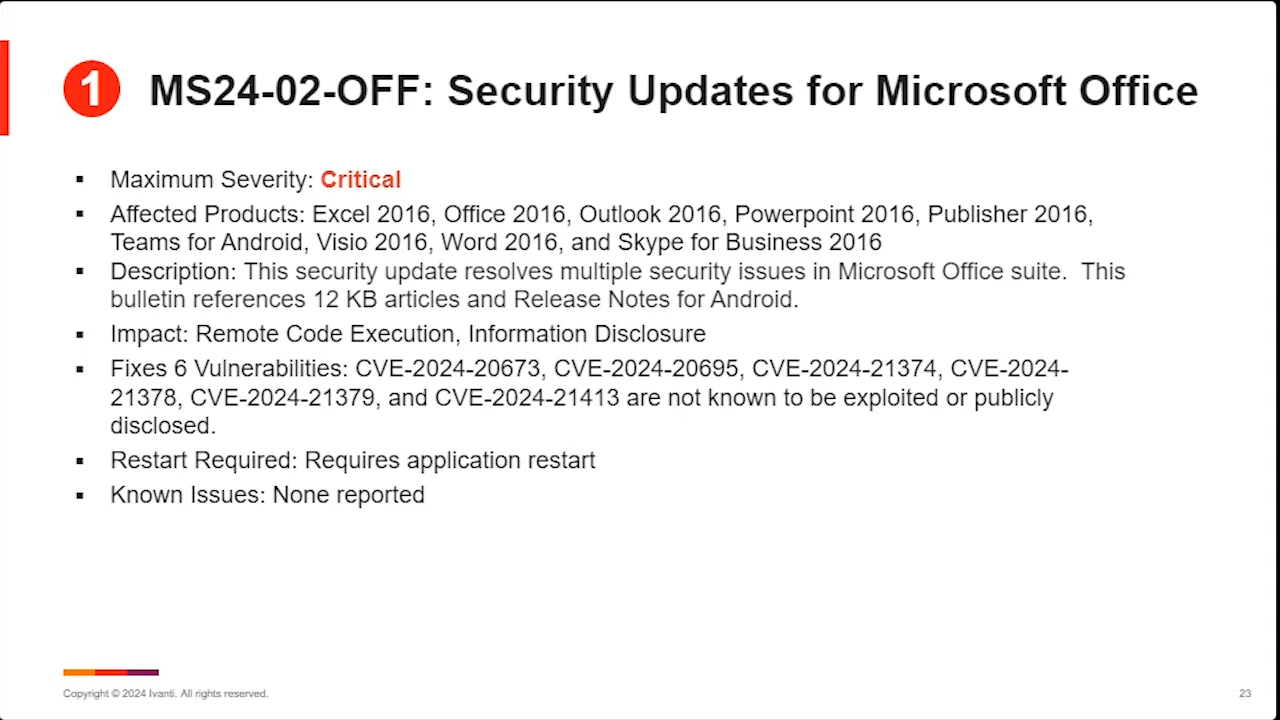 1 MS24-02-OFF: Security Updates for Microsoft Office
▪ Maximum Severity: Critical
▪ Affected Products: Excel 2016, Office 2016, Outlook 2016, Powerpoint 2016, Publisher 2016,
Teams for Android, Visio 2016, Word 2016, and Skype for Business 2016
▪ Description: This security update resolves multiple security issues in Microsoft Office suite.  This
bulletin references 12 KB articles and Release Notes for Android.
▪ Impact: Remote Code Execution, Information Disclosure
▪ Fixes 6 Vulnerabilities: CVE-2024-20673, CVE-2024-20695, CVE-2024-21374, CVE-2024-
21378, CVE-2024-21379, and CVE-2024-21413 are not known to be exploited or publicly
disclosed.
▪ Restart Required: Requires application restart
▪ Known Issues: None reported
Copyright © 2024 Ivanti. All rights reserved.
23